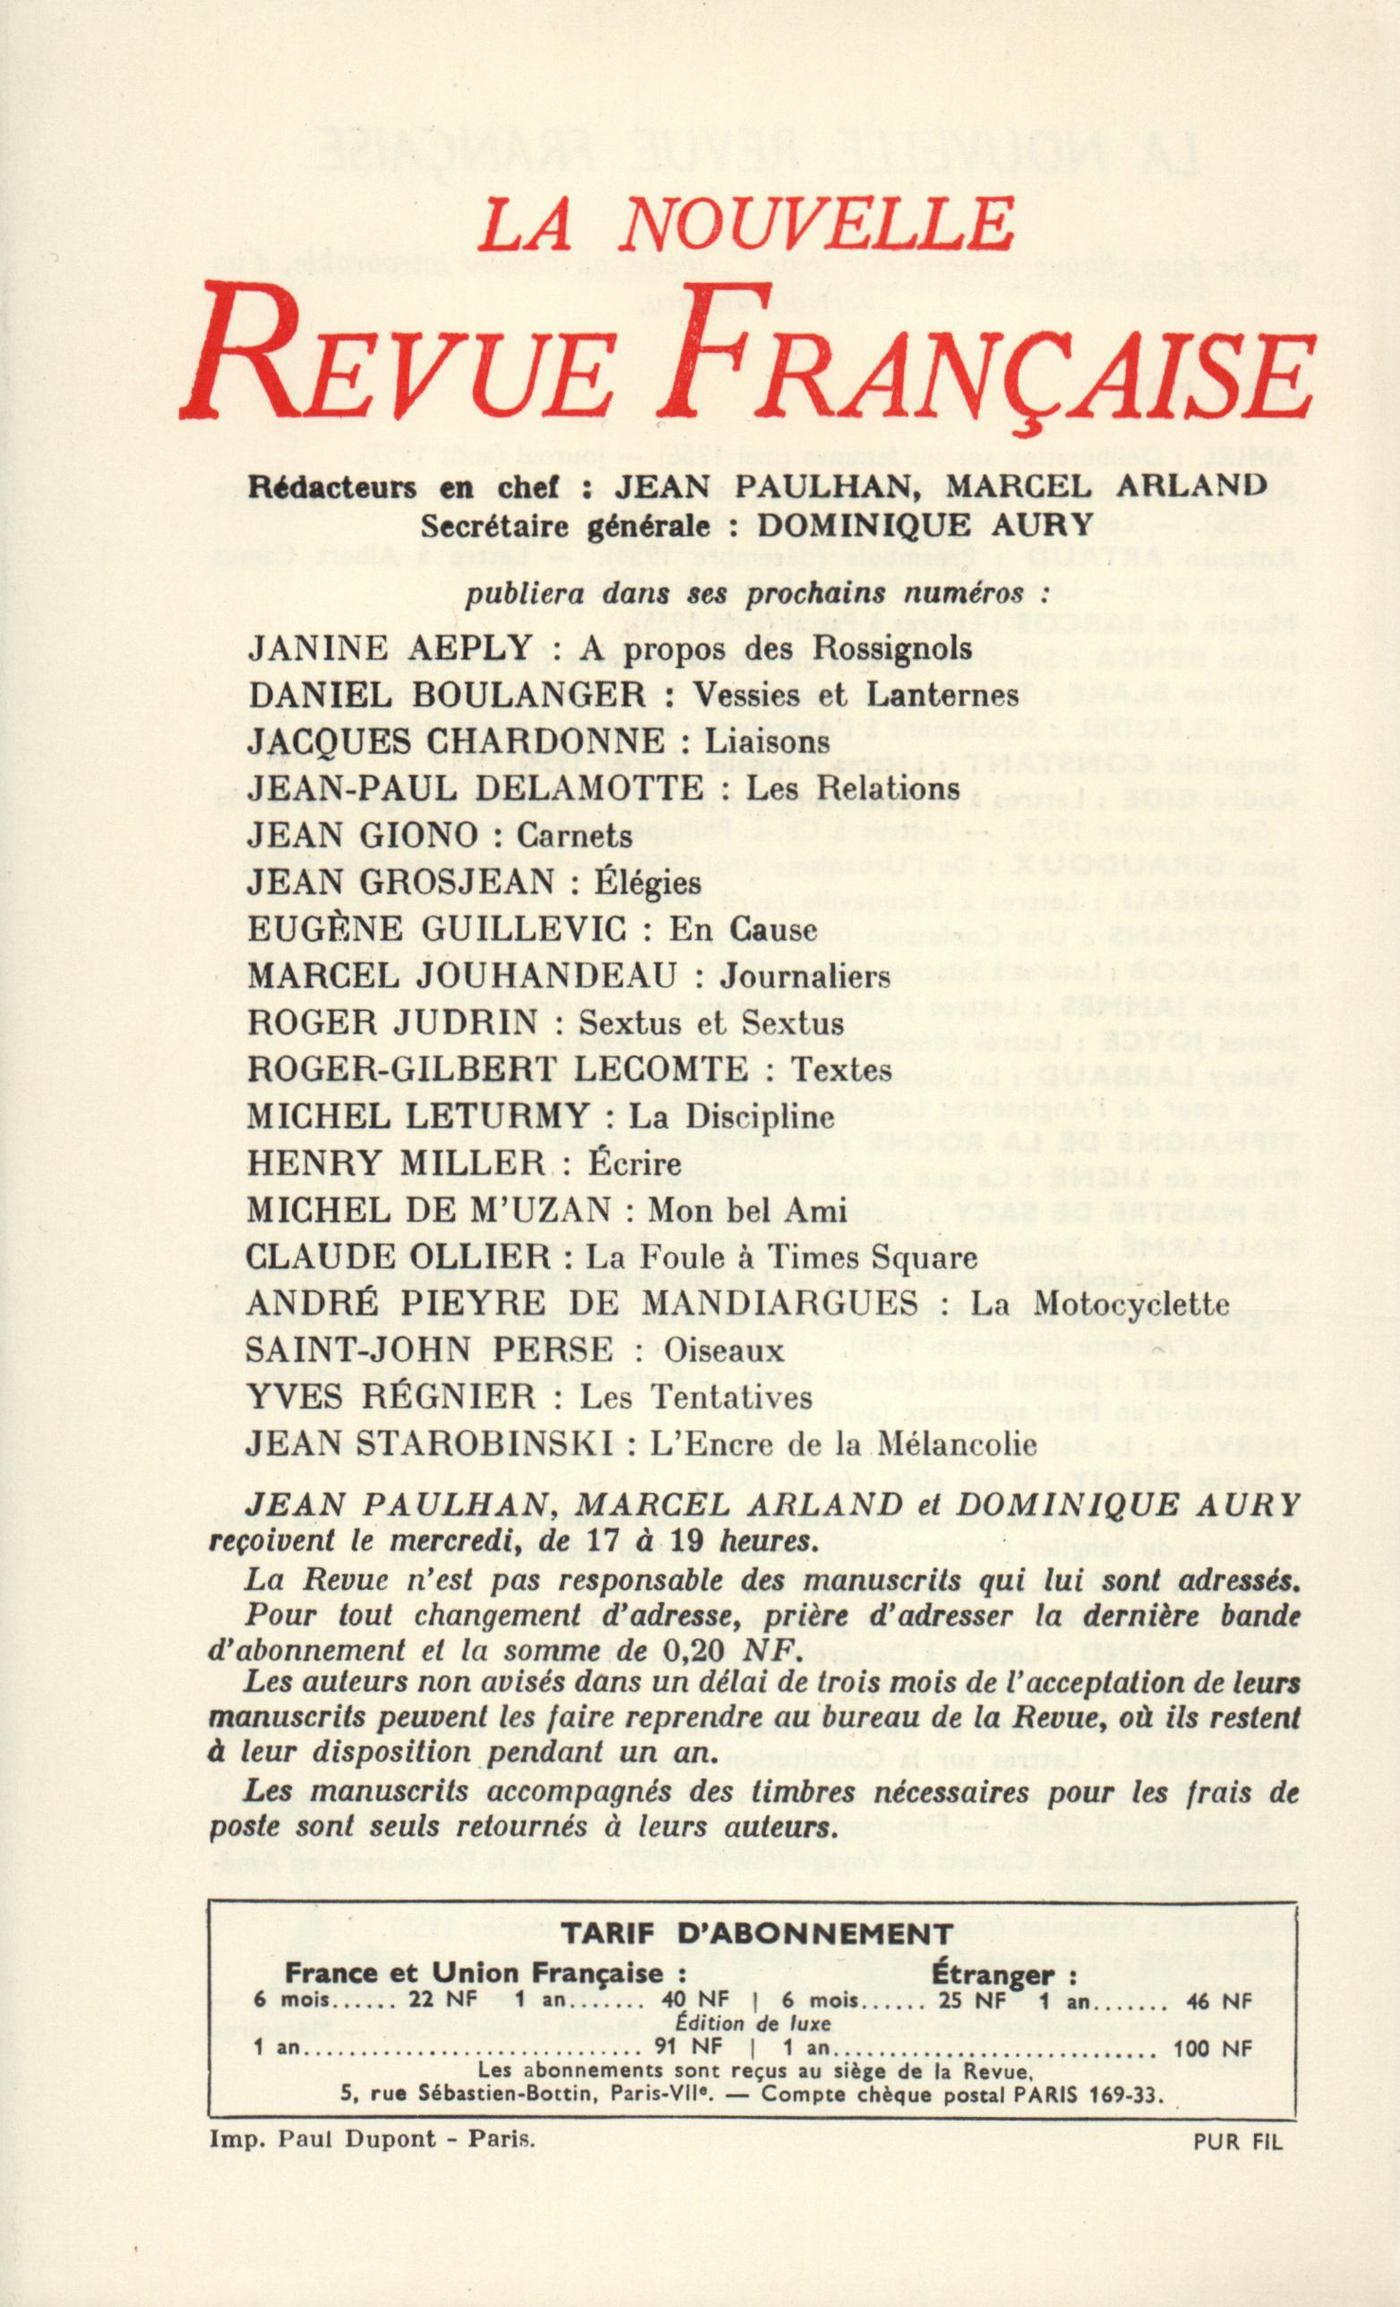 LA NOUVELLE
REVUE FRANÇAISE
Rédacteurs en chef : JEAN PAULHAN, MARCEL ARLAND
Secrétaire générale : DOMINIQUE AURY
publiera dans ses prochains numéros :
JANINE AEPLY : A propos des Rossignols
DANIEL BOULANGER : Vessies et Lanternes
JACQUES CHARDONNE : Liaisons
JEAN-PAUL DELAMOTTE : Les Relations
JEAN GIONO : Carnets
JEAN GROSJEAN : Élégies
EUGÈNE GUILLEVIC : En Cause
MARCEL JOUHANDEAU : Journaliers
ROGER JUDRIN : Sextus et Sextus
ROGER-GILBERT LECOMTE : Textes
MICHEL LETURMY : La Discipline
HENRY MILLER : Écrire
MICHEL DE M'UZAN : Mon bel Ami
CLAUDE OLLIER : La Foule à Times Square
ANDRÉ PIEYRE DE MANDIARGUES : La Motocyclette
SAINT-JOHN PERSE : Oiseaux
YVES RÉGNIER : Les Tentatives
JEAN STAROBINSKI : L'Encre de la Mélancolie
JEAN PAULHAN, MARCEL ARLAND et DOMINIQUE AURY
reçoivent le mercredi, de 17 à 19 heures.
La Revue n'est pas responsable des manuscrits qui lui sont adressés.
Pour tout changement d'adresse, prière d'adresser la dernière bande
d'abonnement et la somme de 0,20 NF.
Les auteurs non avisés dans un délai de trois mois de l'acceptation de leurs
manuscrits peuvent les faire reprendre au bureau de la Revue, où ils restent
à leur disposition pendant un an.
Les manuscrits accompagnés des timbres nécessaires pour les frais de
poste sont seuls retournés à leurs auteurs.
TARIF D'ABONNEMENT
France et Union Française : Étranger :
6 mois...... 22 NF 1 an....... 40 NF | 6 mois...... 25 NF 1 an....... 46 NF
Édition de luxe
1 an.............................. 91 NF | 1 an............................. 100 NF
Les abonnements sont reçus au siège de la Revue,
5, rue Sébastien-Bottin, Paris-VIIe. — Compte chèque postal PARIS 169-33.
Imp. Paul Dupont - Paris. PUR FIL